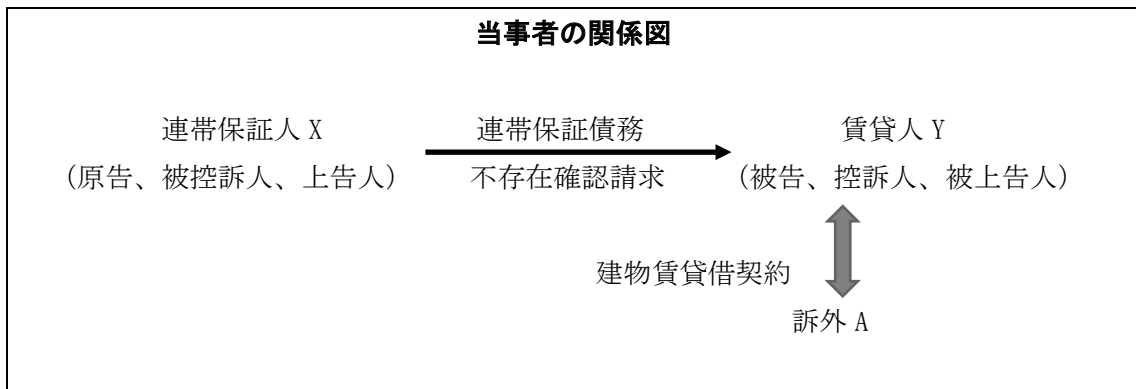 当事者の関係図
連帯保証人 X 連帯保証債務 賃貸人 Y
(原告、被控訴人、上告人) 不存在確認請求 (被告、控訴人、被上告人)
建物賃貸借契約
訴外 A